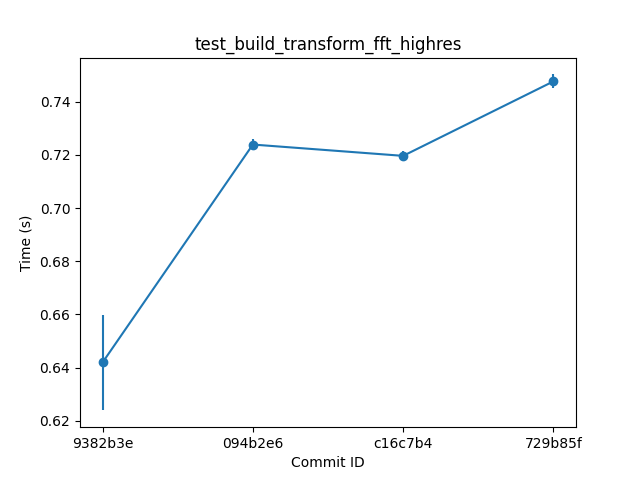 test_build_transform_fft_highres
0.74
0.72
0.70
0.68
0.66
0.64
0.62
Time (s)
9382b3e 094b2e6 c16c7b4 729b85f
Commit ID